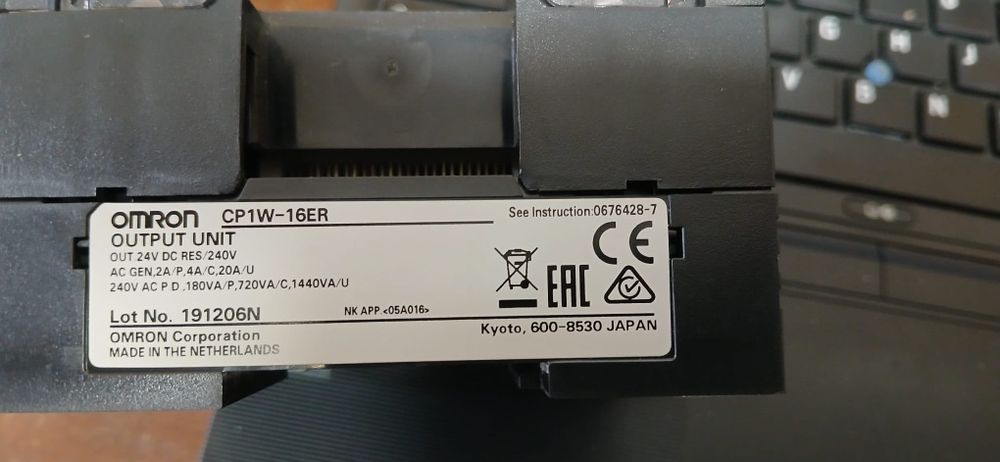 OMRON CP1W-16ER
See Instruction:0676428-7
OUTPUT UNIT
OUT 24V DC RES/240V
AC GEN,2A/P,4A/C,20A/U
240V AC P D .180VA/P,720VA/C,1440VA/U
CE
EAC
Lot No. 191206N
NK APP.<05A016>
OMRON Corporation
Kyoto, 600-8530 JAPAN
MADE IN THE NETHERLANDS
G
H
J
V
B
N